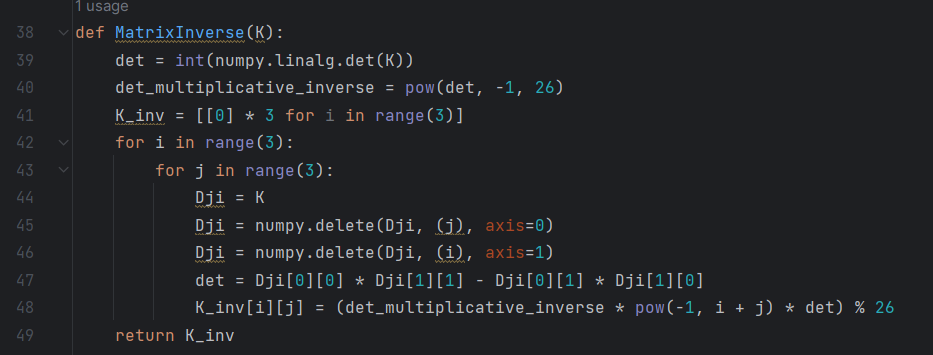 1 usage
38 def MatrixInverse(K):
39     det = int(numpy.linalg.det(K))
40     det_multiplicative_inverse = pow(det, -1, 26)
41     K_inv = [[0] * 3 for i in range(3)]
42     for i in range(3):
43         for j in range(3):
44             Dji = K
45             Dji = numpy.delete(Dji, (j), axis=0)
46             Dji = numpy.delete(Dji, (i), axis=1)
47             det = Dji[0][0] * Dji[1][1] - Dji[0][1] * Dji[1][0]
48             K_inv[i][j] = (det_multiplicative_inverse * pow(-1, i + j) * det) % 26
49     return K_inv